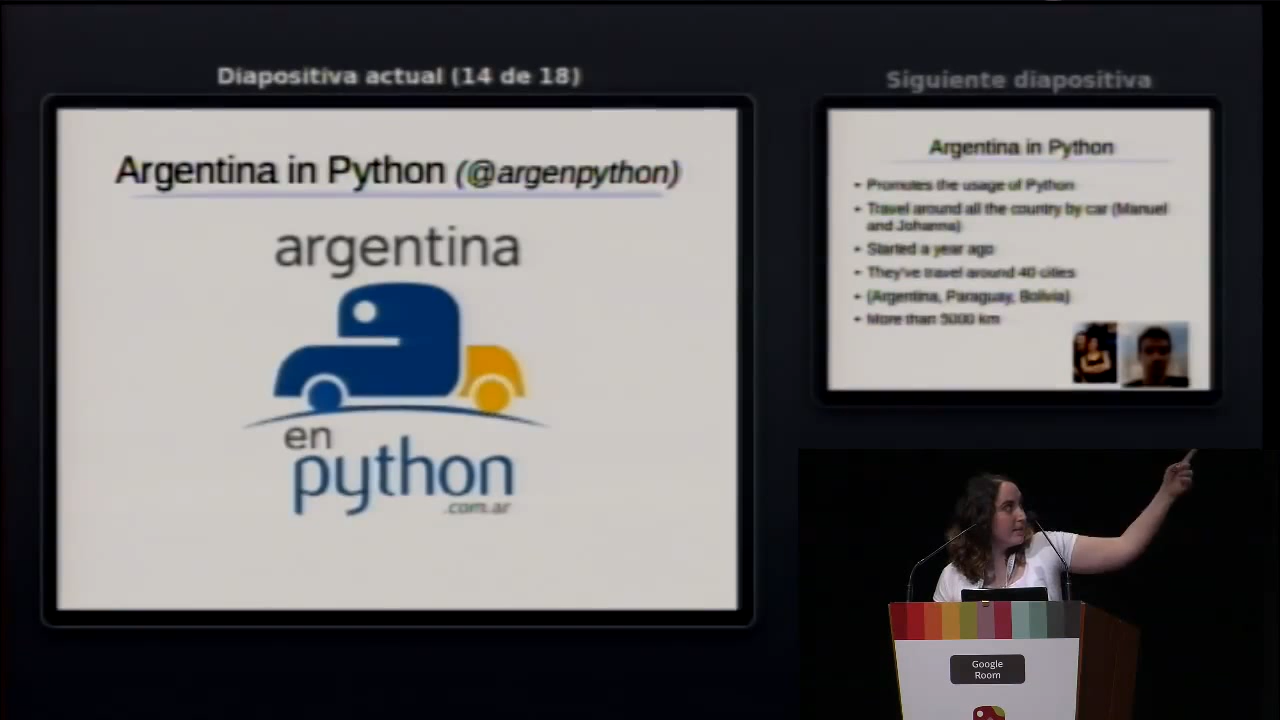 Diapositiva actual (14 de 18)
Argentina in Python (@argenpython)
argentina
en
python
.com.ar
Siguiente diapositiva
Argentina in Python
• Promotes the usage of Python
• Travel around all the country by car (Manuel
and Johanna)
• Started a year ago
• They've travel around 40 cities
• (Argentina, Paraguay, Bolivia)
• More than 9000 km
Google
Room